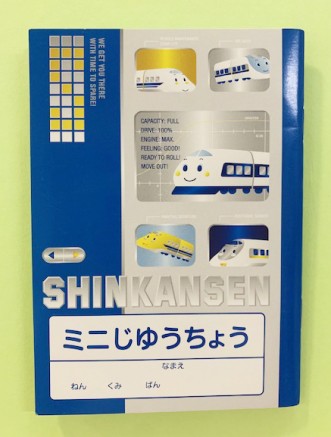 WE GET YOU THERE
WITH TIME TO SPARE!
CAPACITY: FULL
DRIVE: 100%
ENGINE: MAX.
FEELING: GOOD!
READY TO ROLL!
MOVE OUT!
SHINKANSEN
ミニじゆうちょう
なまえ
ねん くみ ばん